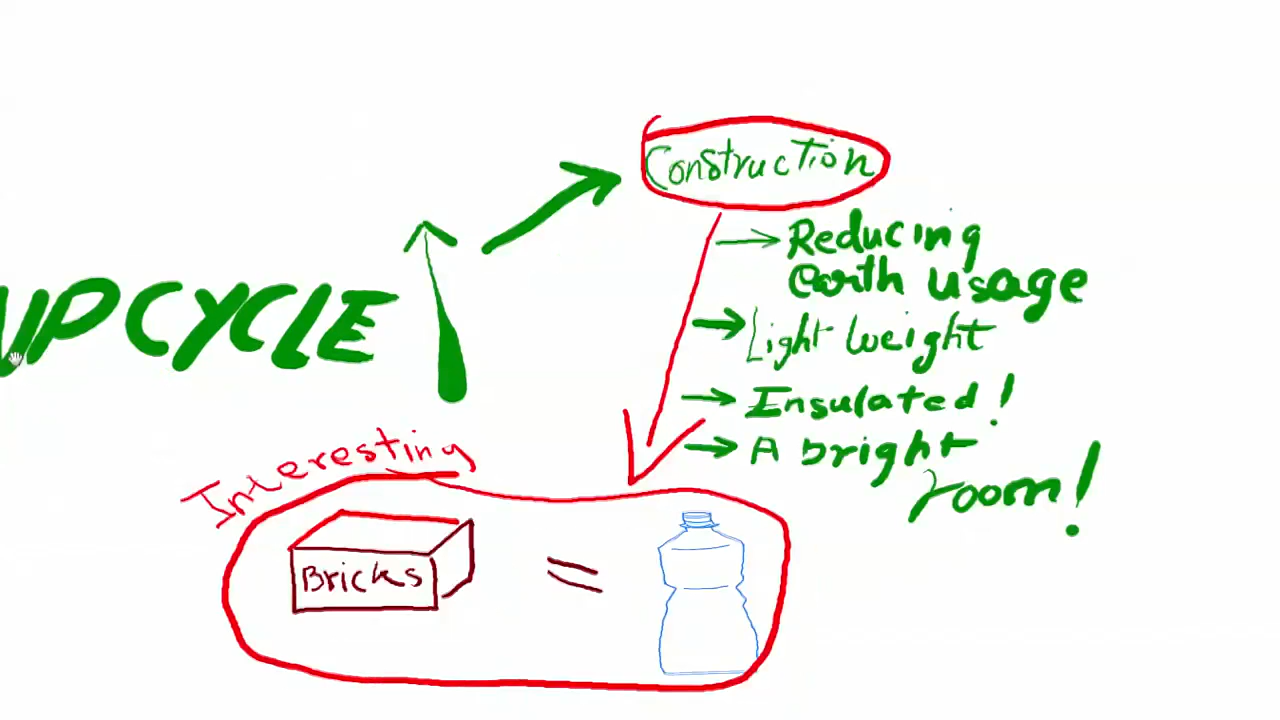 Construction
Reducing
earth usage
UPCYCLE
Light weight
Insulated!
A bright
room!
Interesting
Bricks =